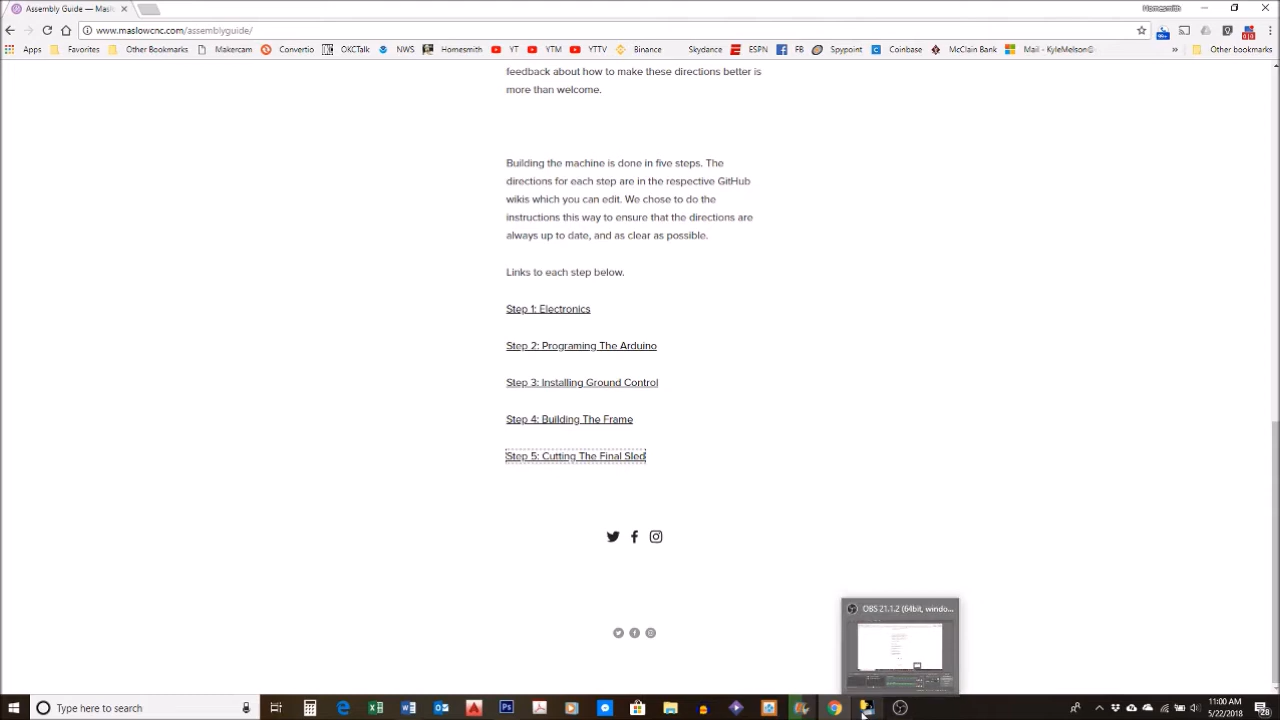 Assembly Guide — Maslo
Homesmith
www.maslowcnc.com/assemblyguide/
Apps Favorites Other Bookmarks Makercam Convertio OKCTalk NWS Homesmith YT YTM YTTV Binance Skydence ESPN FB Spypoint Coinbase McClain Bank Mail - KyleMelson@ » Other bookmarks
feedback about how to make these directions better is
more than welcome.
Building the machine is done in five steps. The
directions for each step are in the respective GitHub
wikis which you can edit. We chose to do the
instructions this way to ensure that the directions are
always up to date, and as clear as possible.
Links to each step below.
Step 1: Electronics
Step 2: Programing The Arduino
Step 3: Installing Ground Control
Step 4: Building The Frame
Step 5: Cutting The Final Sled
OBS 21.1.2 (64bit, windo...
Type here to search
11:00 AM
5/22/2018